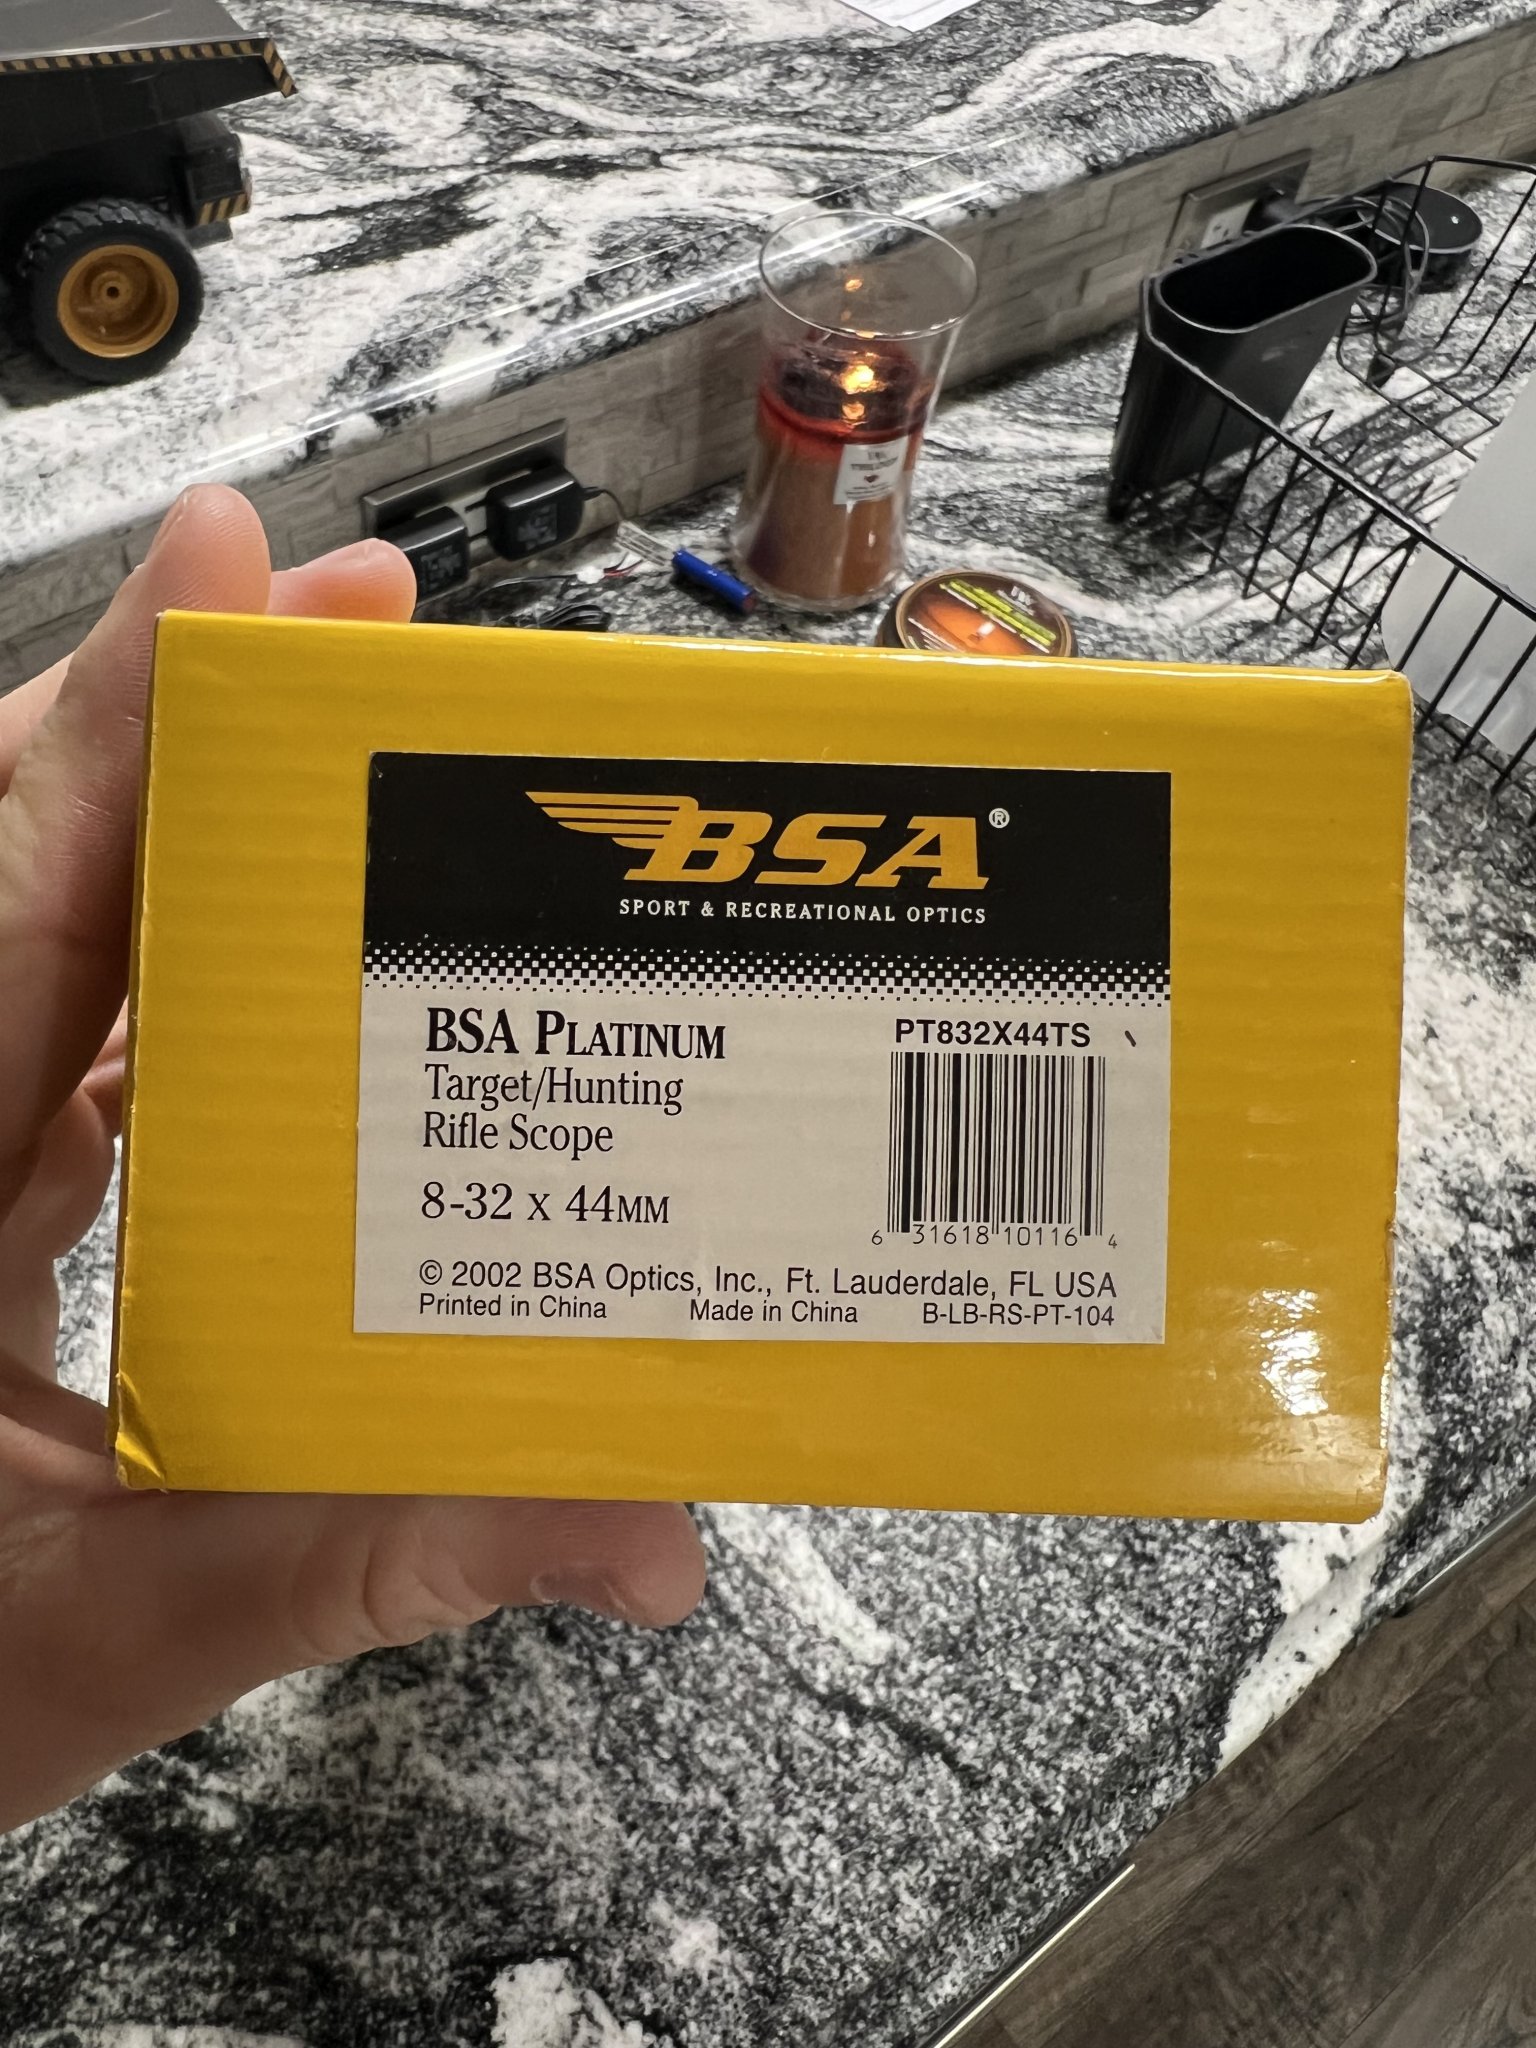 BSA®
SPORT & RECREATIONAL OPTICS
BSA PLATINUM
Target/Hunting
Rifle Scope
8-32 x 44MM
PT832X44TS
6 31618 10116 4
© 2002 BSA Optics, Inc., Ft. Lauderdale, FL USA
Printed in China Made in China B-LB-RS-PT-104